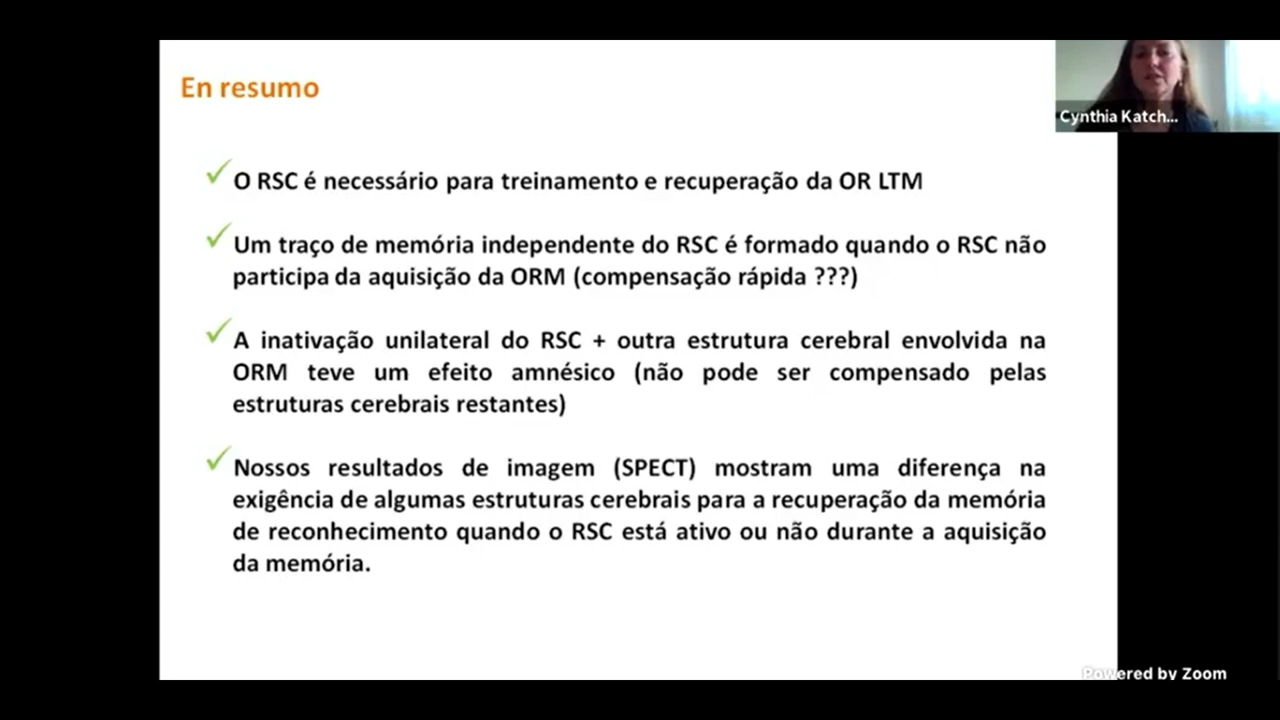 En resumo
Cynthia Katch...
✓O RSC é necessário para treinamento e recuperação da OR LTM
✓Um traço de memória independente do RSC é formado quando o RSC não
participa da aquisição da ORM (compensação rápida ???)
✓A inativação unilateral do RSC + outra estrutura cerebral envolvida na
ORM teve um efeito amnésico (não pode ser compensado pelas
estruturas cerebrais restantes)
✓Nossos resultados de imagem (SPECT) mostram uma diferença na
exigência de algumas estruturas cerebrais para a recuperação da memória
de reconhecimento quando o RSC está ativo ou não durante a aquisição
da memória.
Powered by Zoom